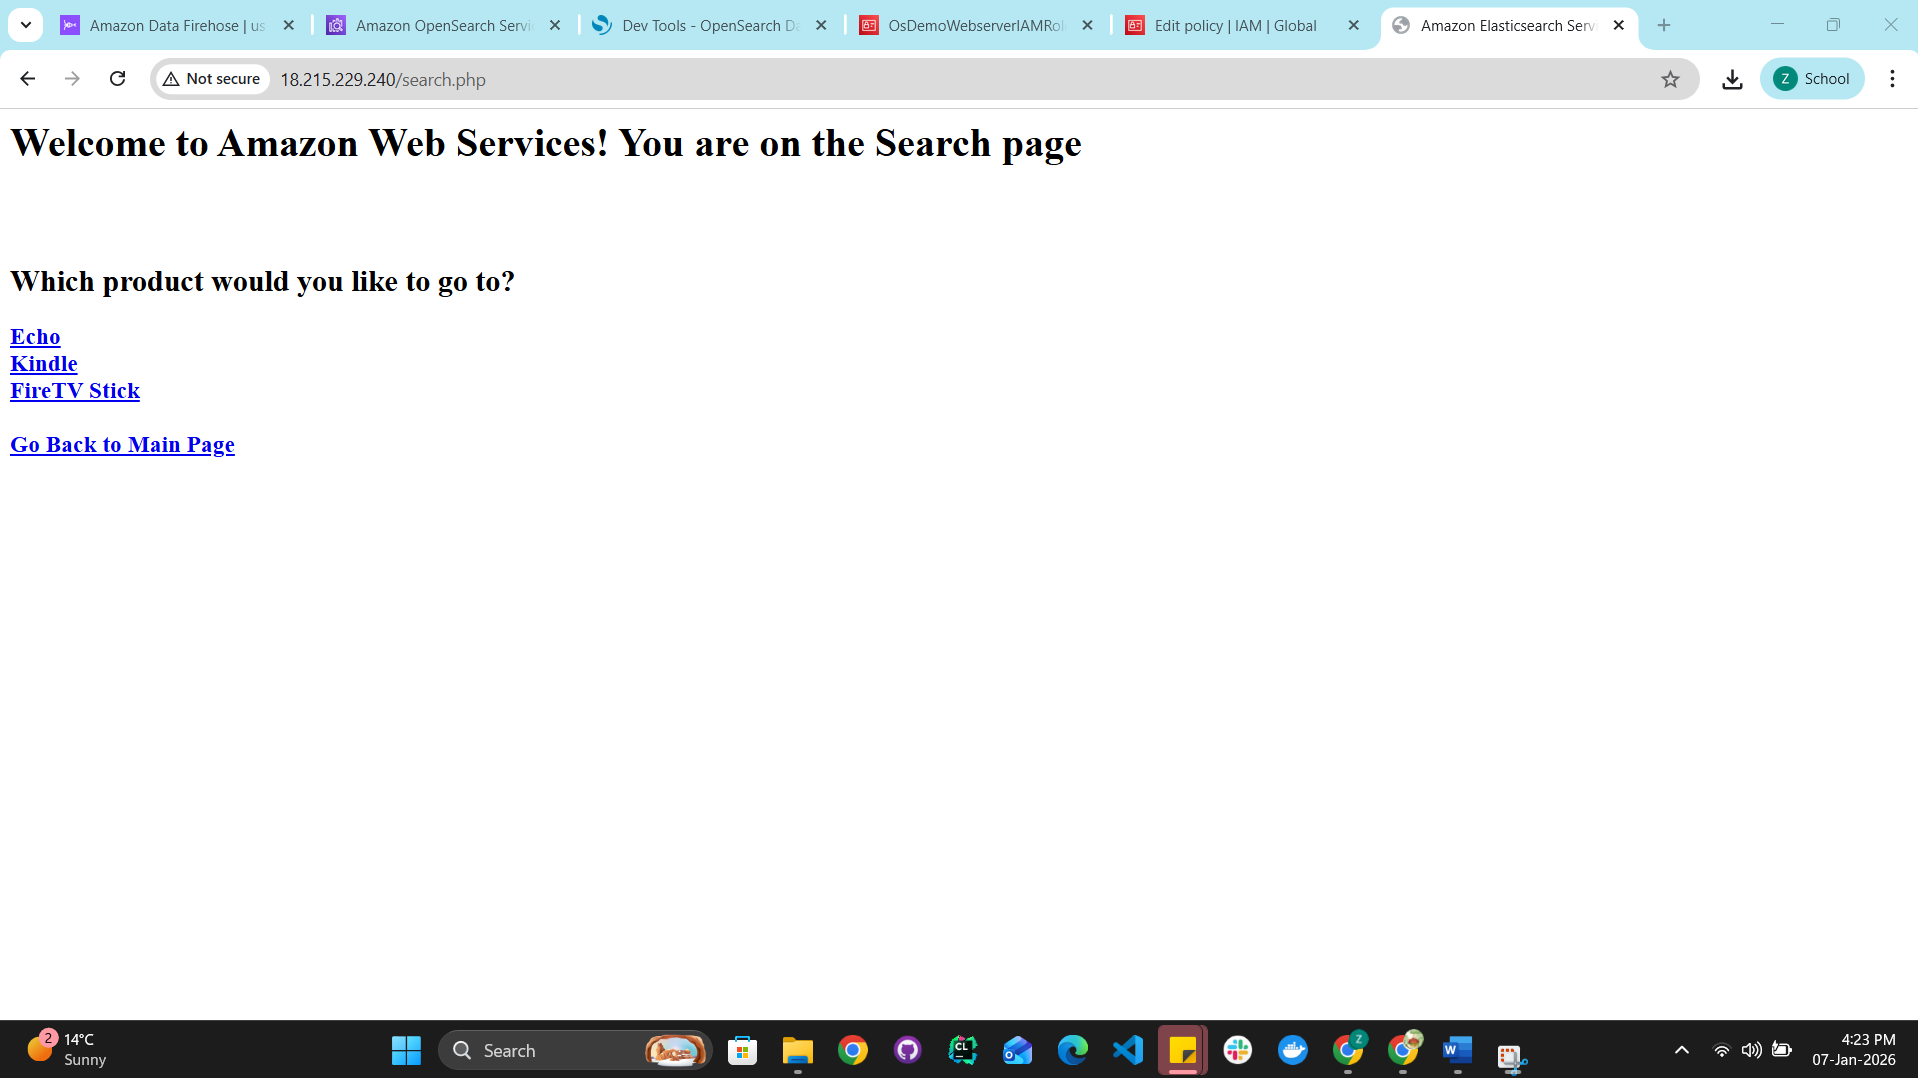 Amazon Data Firehose | us
Amazon OpenSearch Servi
Dev Tools - OpenSearch Da
OsDemoWebserverIAMRol
Edit policy | IAM | Global
Amazon Elasticsearch Serv
Not secure
18.215.229.240/search.php
Z
School
Welcome to Amazon Web Services! You are on the Search page
Which product would you like to go to?
Echo
Kindle
FireTV Stick
Go Back to Main Page
2
14°C
Sunny
Search
4:23 PM
07-Jan-2026